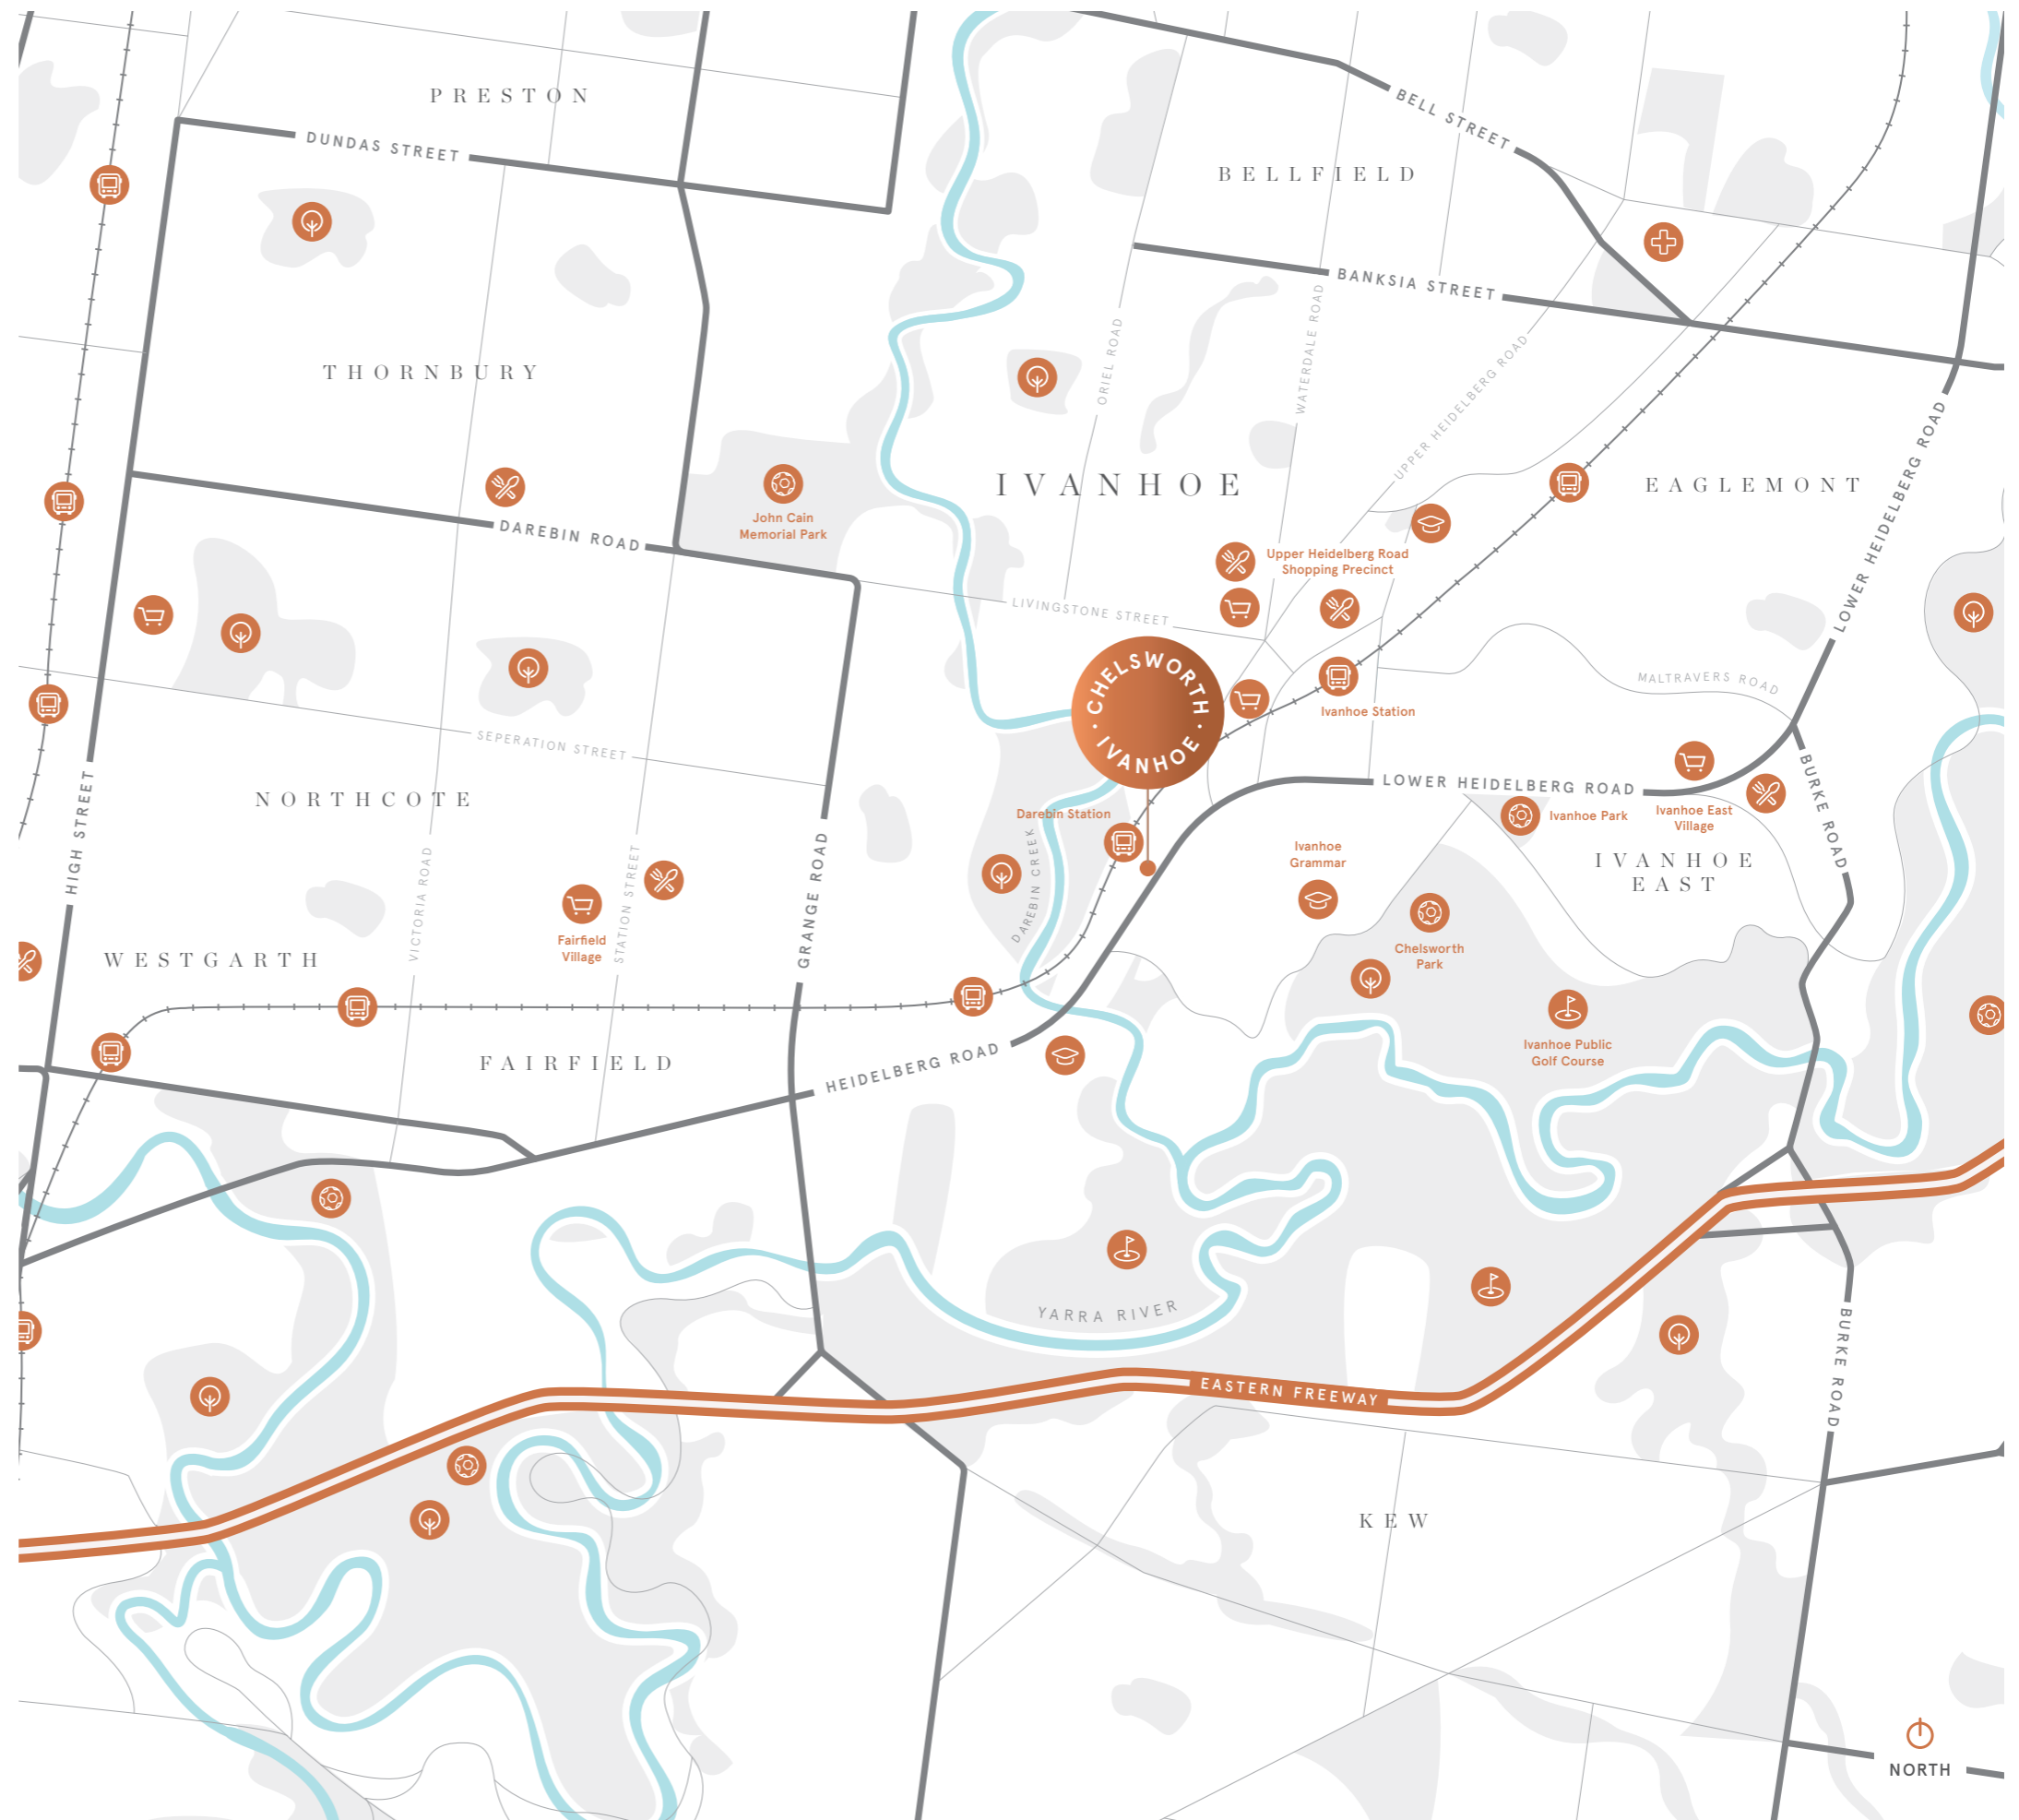 PRESTON
DUNDAS STREET
BELL STREET
BELLFIELD
BANKSIA STREET
THORNBURY
ORIEL ROAD
WATERDALE ROAD
UPPER HEIDELBERG ROAD
LOWER HEIDELBERG ROAD
IVANHOE
EAGLEMONT
John Cain
Memorial Park
DAREBIN ROAD
Upper Heidelberg Road
Shopping Precinct
LIVINGSTONE STREET
CHELSWORTH
· IVANHOE ·
Ivanhoe Station
MALTRAVERS ROAD
SEPERATION STREET
NORTHCOTE
HIGH STREET
LOWER HEIDELBERG ROAD
BURKE ROAD
Darebin Station
Ivanhoe Park
Ivanhoe East
Village
Ivanhoe
Grammar
IVANHOE
EAST
VICTORIA ROAD
STATION STREET
GRANGE ROAD
DAREBIN CREEK
Fairfield
Village
WESTGARTH
Chelsworth
Park
Ivanhoe Public
Golf Course
FAIRFIELD
HEIDELBERG ROAD
YARRA RIVER
EASTERN FREEWAY
BURKE ROAD
KEW
NORTH